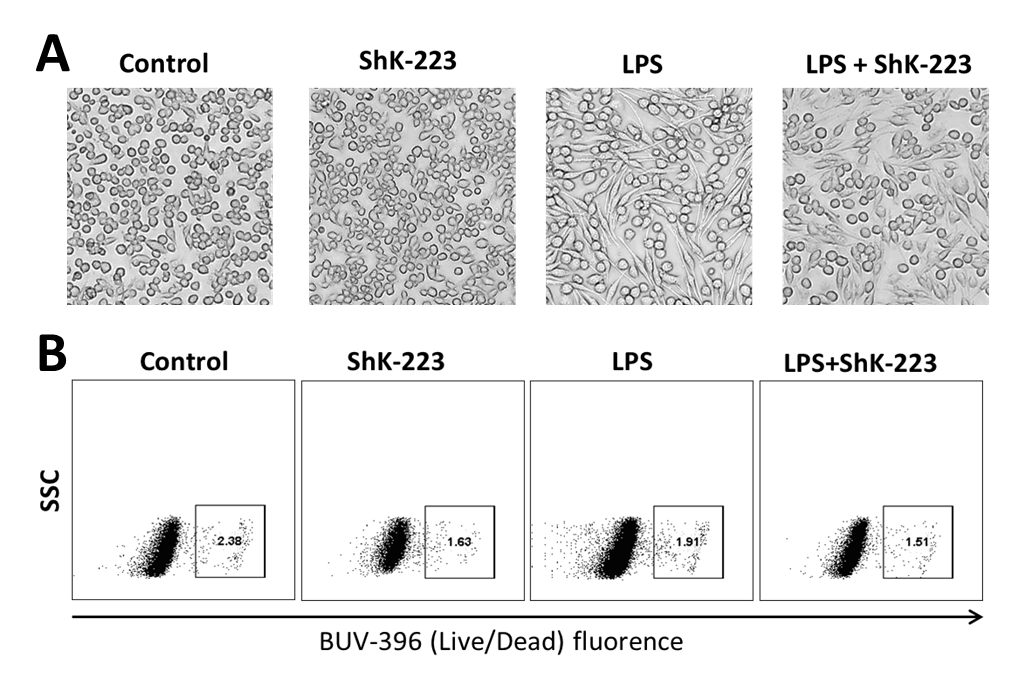 A
Control
ShK-223
LPS
LPS + ShK-223
B
Control
ShK-223
LPS
LPS+ShK-223
SSC
2.38
1.63
1.91
1.51
BUV-396 (Live/Dead) fluorence